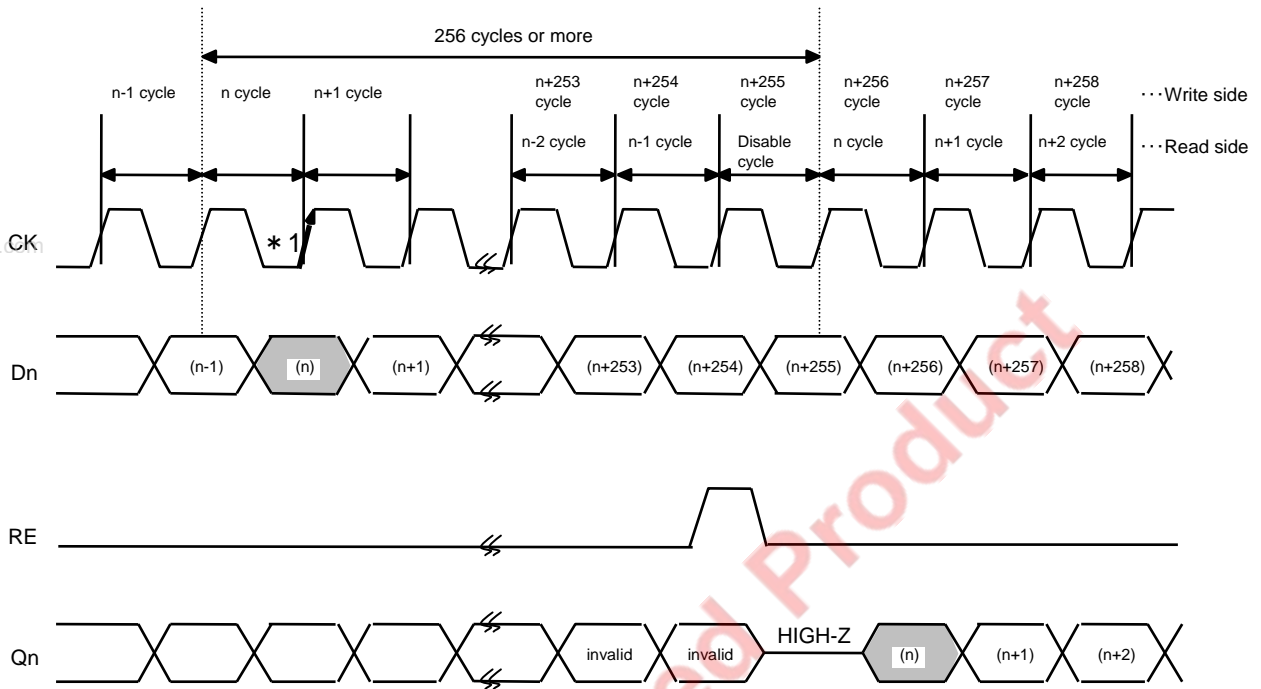 256 cycles or more
n-1 cycle n cycle n+1 cycle n+253 cycle n+254 cycle n+255 cycle n+256 cycle n+257 cycle n+258 cycle ···Write side
n-2 cycle n-1 cycle Disable cycle n cycle n+1 cycle n+2 cycle ···Read side
CK
＊1
Dn (n-1) (n) (n+1) (n+253) (n+254) (n+255) (n+256) (n+257) (n+258)
RE
Qn invalid invalid HIGH-Z (n) (n+1) (n+2)
ed Product